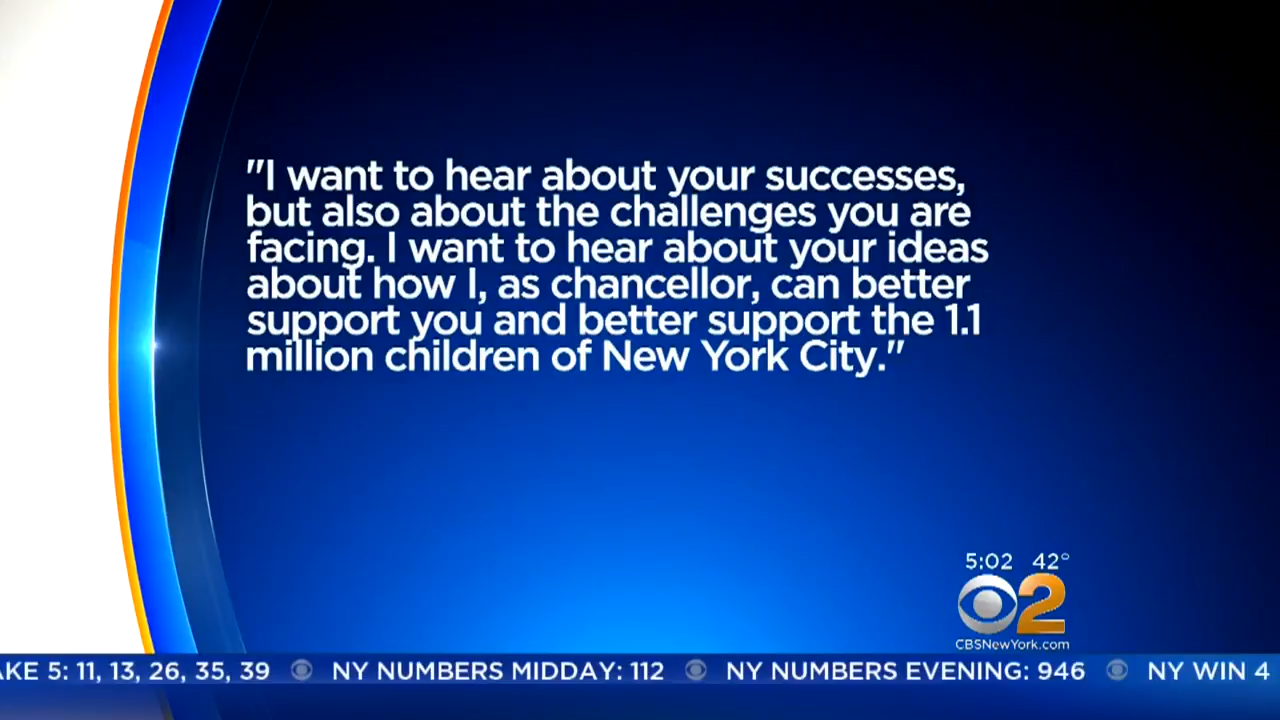 "I want to hear about your successes,
but also about the challenges you are
facing. I want to hear about your ideas
about how I, as chancellor, can better
support you and better support the 1.1
million children of New York City."
5:02 42°
2
CBSNewYork.com
AKE 5: 11, 13, 26, 35, 39 NY NUMBERS MIDDAY: 112 NY NUMBERS EVENING: 946 NY WIN 4